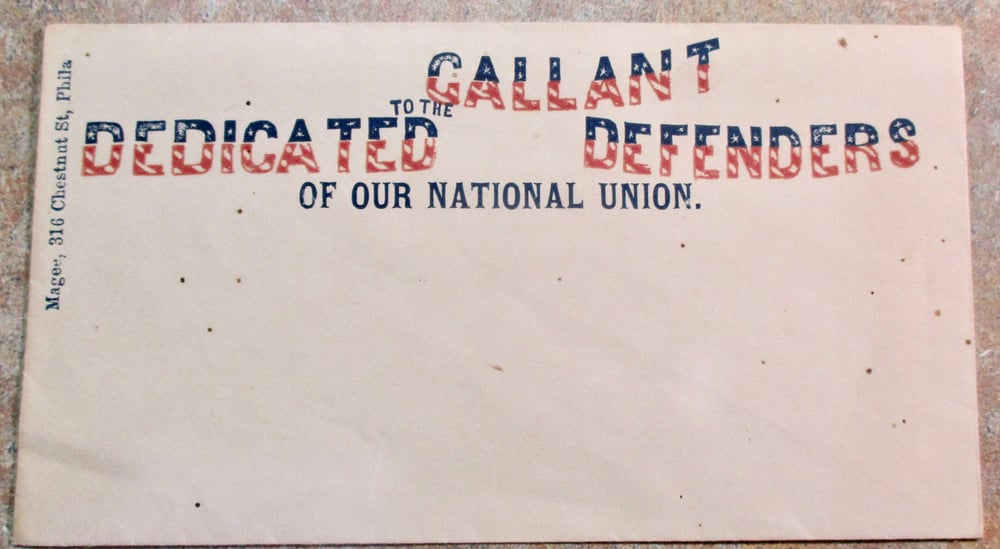 DEDICATED TO THE GALLANT DEFENDERS
OF OUR NATIONAL UNION.
Magee, 316 Chestnut St, Phila